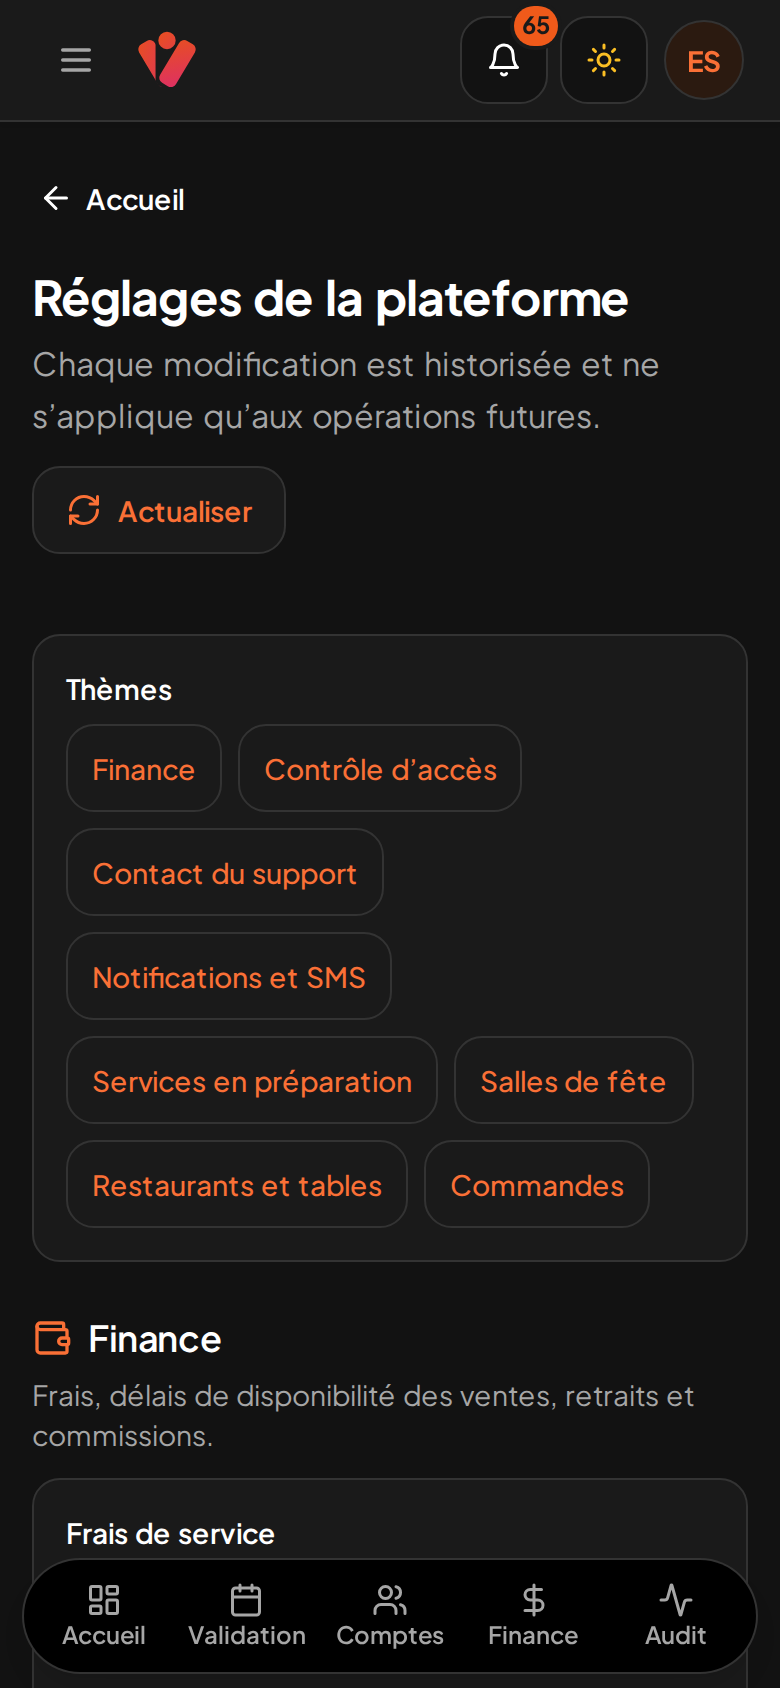 65
ES
Accueil
Réglages de la plateforme
Chaque modification est historisée et ne
s’applique qu’aux opérations futures.
Actualiser
Thèmes
Finance
Contrôle d’accès
Contact du support
Notifications et SMS
Services en préparation
Salles de fête
Restaurants et tables
Commandes
Finance
Frais, délais de disponibilité des ventes, retraits et
commissions.
Frais de service
Accueil
Validation
Comptes
Finance
Audit